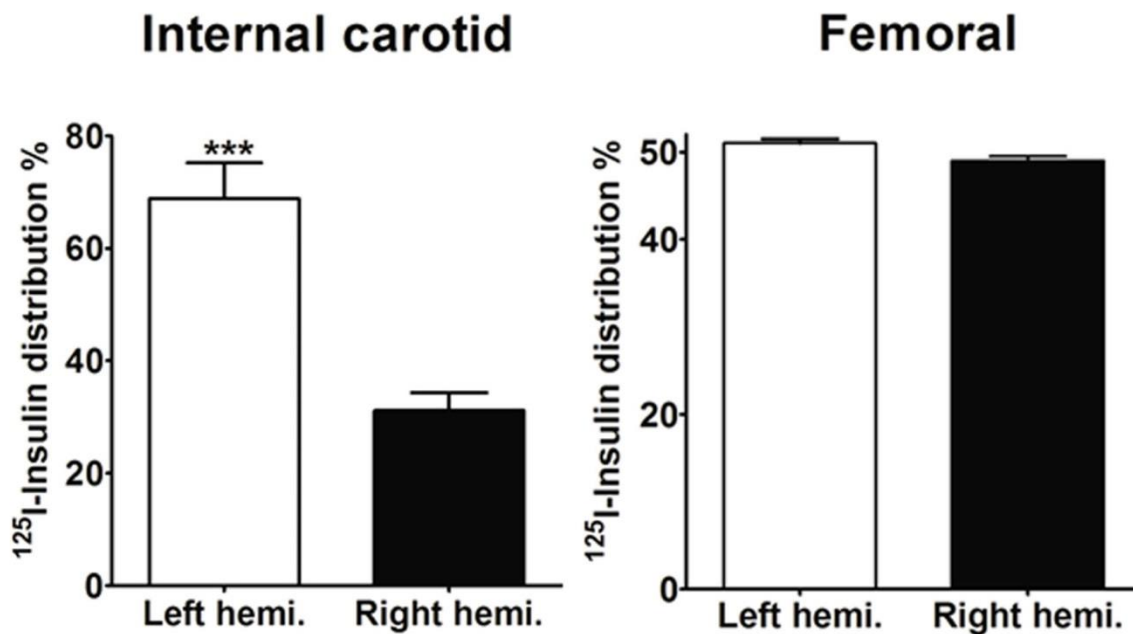 Internal carotid
Femoral
¹²⁵I-Insulin distribution %
80
60
40
20
0
***
Left hemi.
Right hemi.
¹²⁵I-Insulin distribution %
50
40
20
0
Left hemi.
Right hemi.